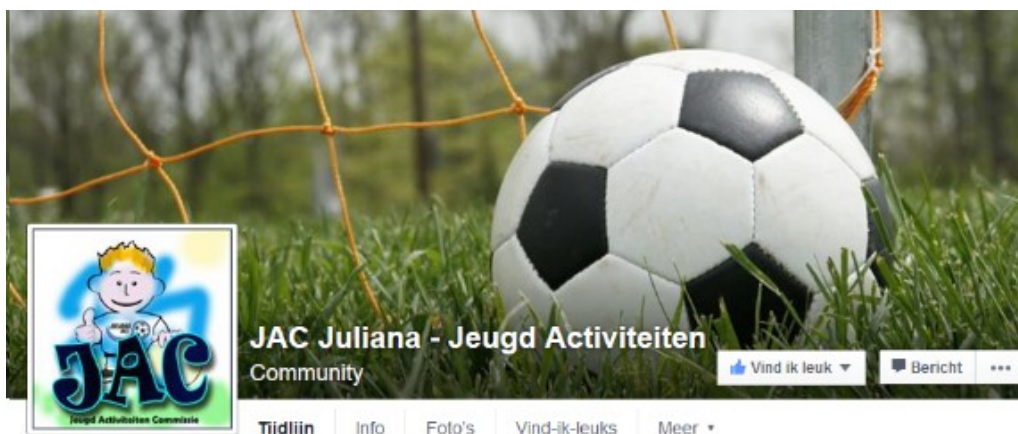 JAC Juliana - Jeugd Activiteiten
Community
Vind ik leuk
Bericht
JAC
Jeugd Activiteiten Commissie
Tijdlijn Info Foto's Vind-ik-leuks Meer